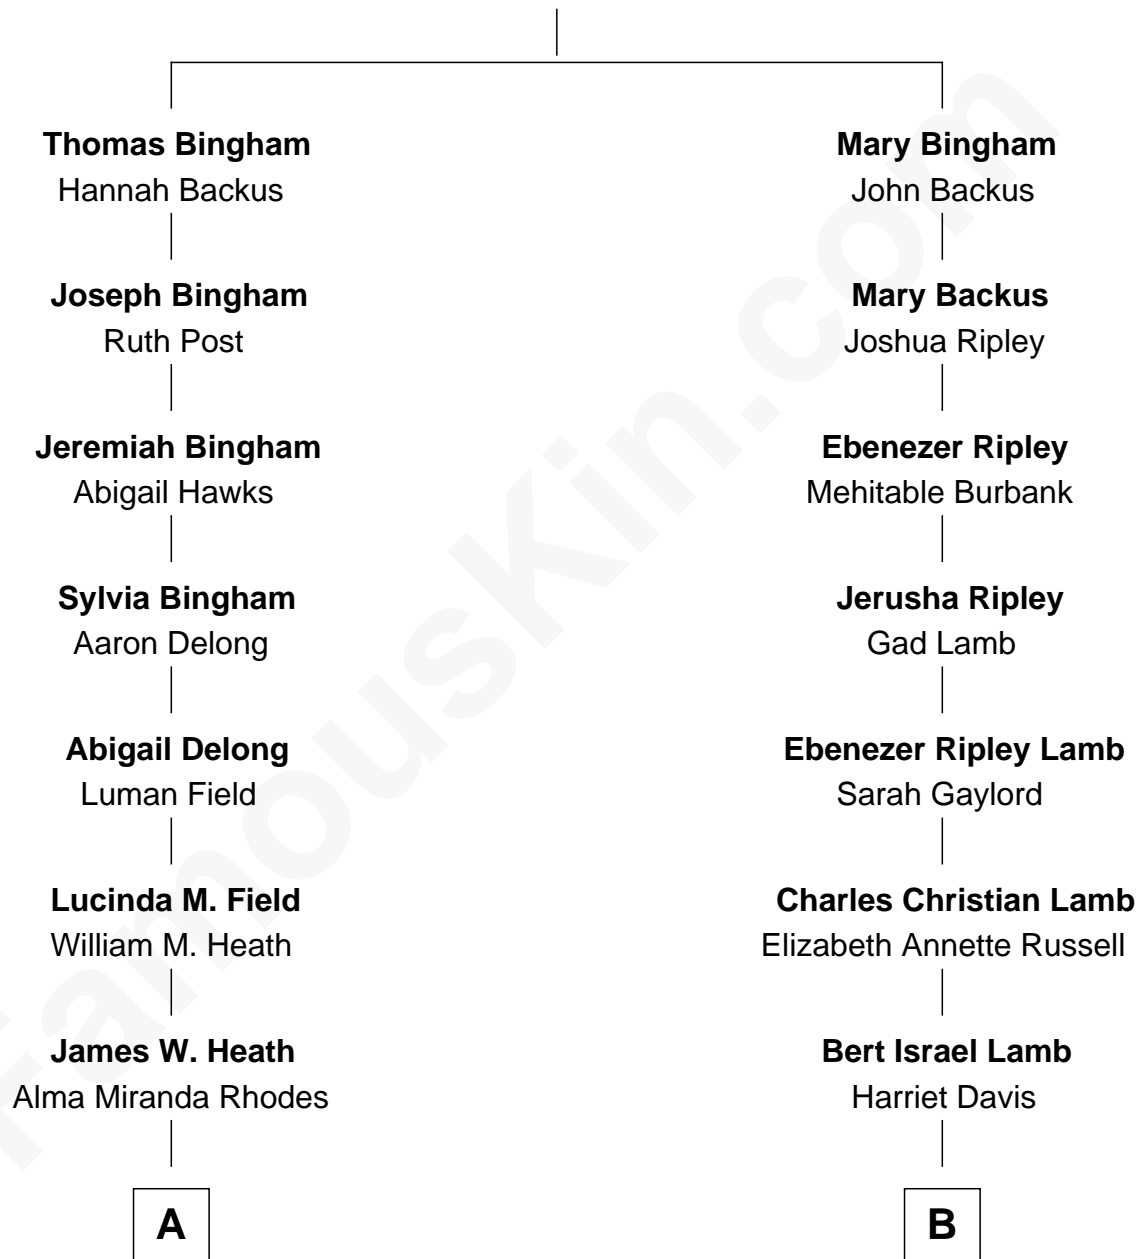 Thomas Bingham
Hannah Backus
Mary Bingham
John Backus
Joseph Bingham
Ruth Post
Mary Backus
Joshua Ripley
Jeremiah Bingham
Abigail Hawks
Ebenezer Ripley
Mehitable Burbank
Sylvia Bingham
Aaron Delong
Jerusha Ripley
Gad Lamb
Abigail Delong
Luman Field
Ebenezer Ripley Lamb
Sarah Gaylord
Lucinda M. Field
William M. Heath
Charles Christian Lamb
Elizabeth Annette Russell
James W. Heath
Alma Miranda Rhodes
Bert Israel Lamb
Harriet Davis
A
B
FamousKin.com